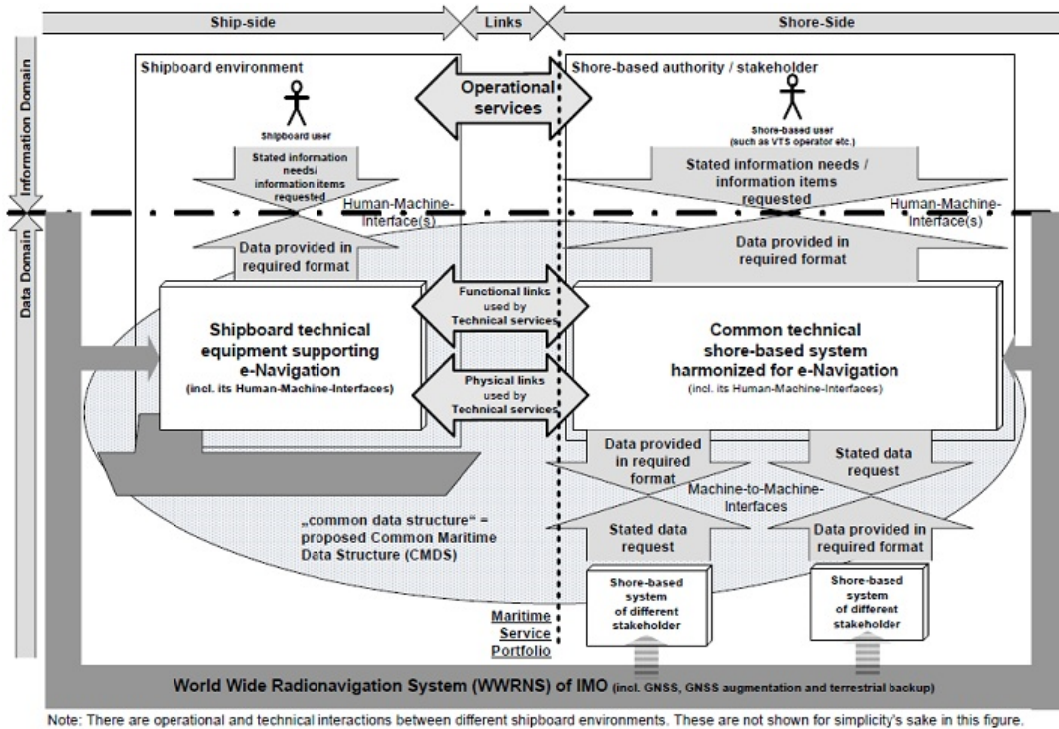 Ship-side
Links
Shore-Side
Information Domain
Data Domain
Shipboard environment
Operational
services
Shore-based authority / stakeholder
Shipboard user
Shore-based user
(such as VTS operator etc.)
Stated information
needs/
information items
requested
Human-Machine-
Interface(s)
Stated information needs /
information items
requested
Human-Machine-
Interface(s)
Data provided in
required format
Data provided in
required format
Functional links
used by
Technical services
Shipboard technical
equipment supporting
e-Navigation
(incl. its Human-Machine-Interfaces)
Common technical
shore-based system
harmonized for e-Navigation
(incl. its Human-Machine-Interfaces)
Physical links
used by
Technical services
Data provided
in required
format
Stated data
request
Machine-to-Machine-
Interfaces
Stated data
request
Data provided in
required format
„common data structure“ =
proposed Common Maritime
Data Structure (CMDS)
Shore-based
system
of different
stakeholder
Shore-based
system
of different
stakeholder
Maritime
Service
Portfolio
World Wide Radionavigation System (WWRNS) of IMO (incl. GNSS, GNSS augmentation and terrestrial backup)
Note: There are operational and technical interactions between different shipboard environments. These are not shown for simplicity's sake in this figure.